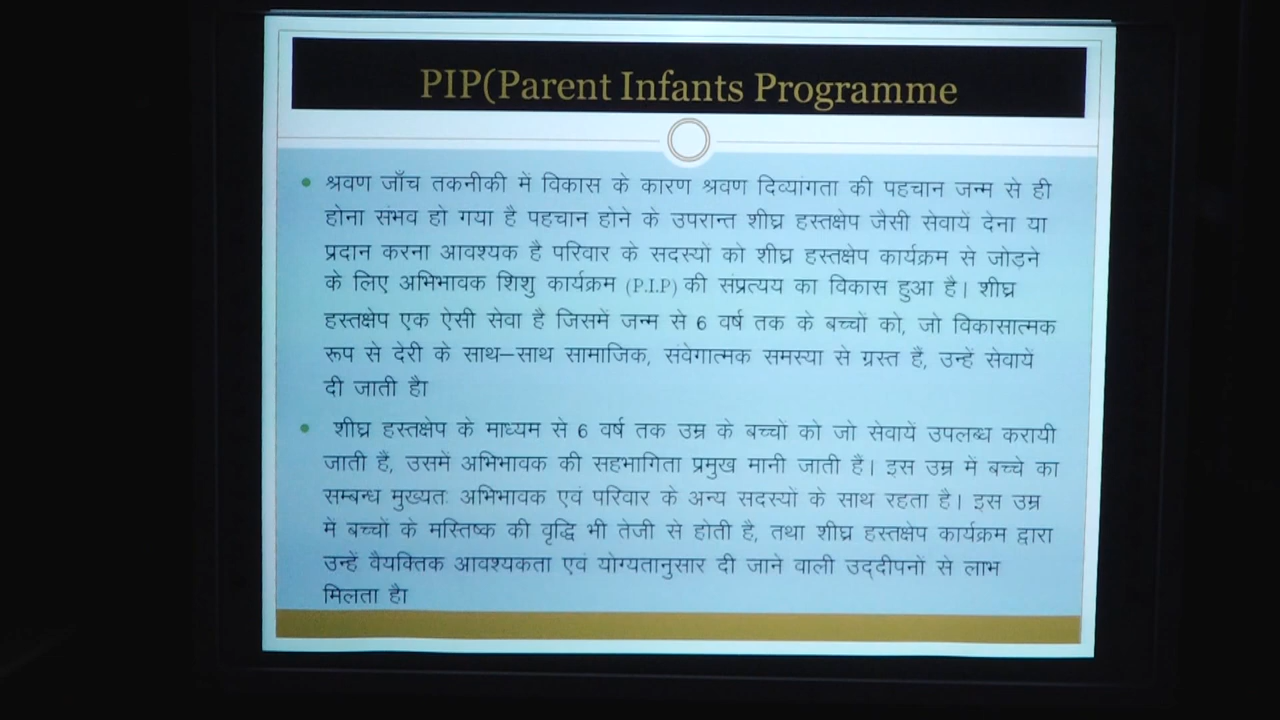 PIP(Parent Infants Programme
• श्रवण जाँच तकनीकी में विकास के कारण श्रवण दिव्यांगता की पहचान जन्म से ही
होना संभव हो गया है पहचान होने के उपरान्त शीघ्र हस्तक्षेप जैसी सेवायें देना या
प्रदान करना आवश्यक है परिवार के सदस्यों को शीघ्र हस्तक्षेप कार्यक्रम से जोड़ने
के लिए अभिभावक शिशु कार्यक्रम (P.I.P) की संप्रत्यय का विकास हुआ है। शीघ्र
हस्तक्षेप एक ऐसी सेवा है जिसमें जन्म से 6 वर्ष तक के बच्चों को, जो विकासात्मक
रूप से देरी के साथ–साथ सामाजिक, संवेगात्मक समस्या से ग्रस्त हैं, उन्हें सेवायें
दी जाती है।
• शीघ्र हस्तक्षेप के माध्यम से 6 वर्ष तक उम्र के बच्चों को जो सेवायें उपलब्ध करायी
जाती हैं, उसमें अभिभावक की सहभागिता प्रमुख मानी जाती है। इस उम्र में बच्चे का
सम्बन्ध मुख्यतः अभिभावक एवं परिवार के अन्य सदस्यों के साथ रहता है। इस उम्र
में बच्चों के मस्तिष्क की वृद्धि भी तेजी से होती है, तथा शीघ्र हस्तक्षेप कार्यक्रम द्वारा
उन्हें वैयक्तिक आवश्यकता एवं योग्यतानुसार दी जाने वाली उद्दीपनों से लाभ
मिलता है।